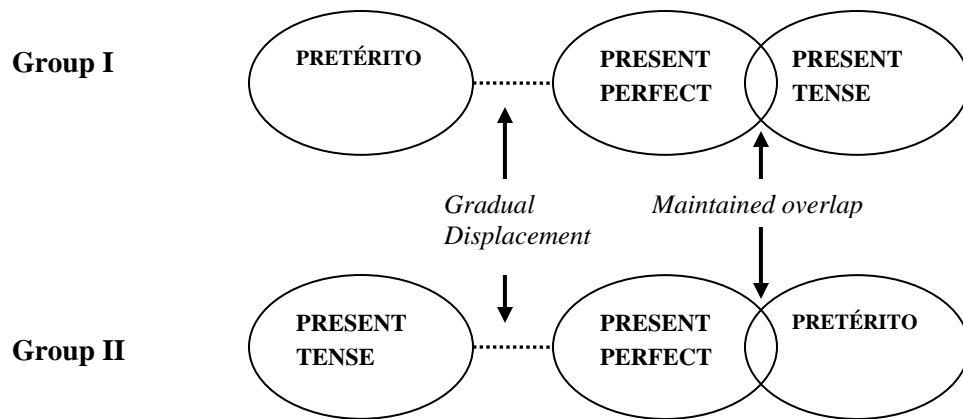 Group I
PRETÉRITO
PRESENT
PERFECT
PRESENT
TENSE
Gradual
Displacement
Maintained overlap
Group II
PRESENT
TENSE
PRESENT
PERFECT
PRETÉRITO